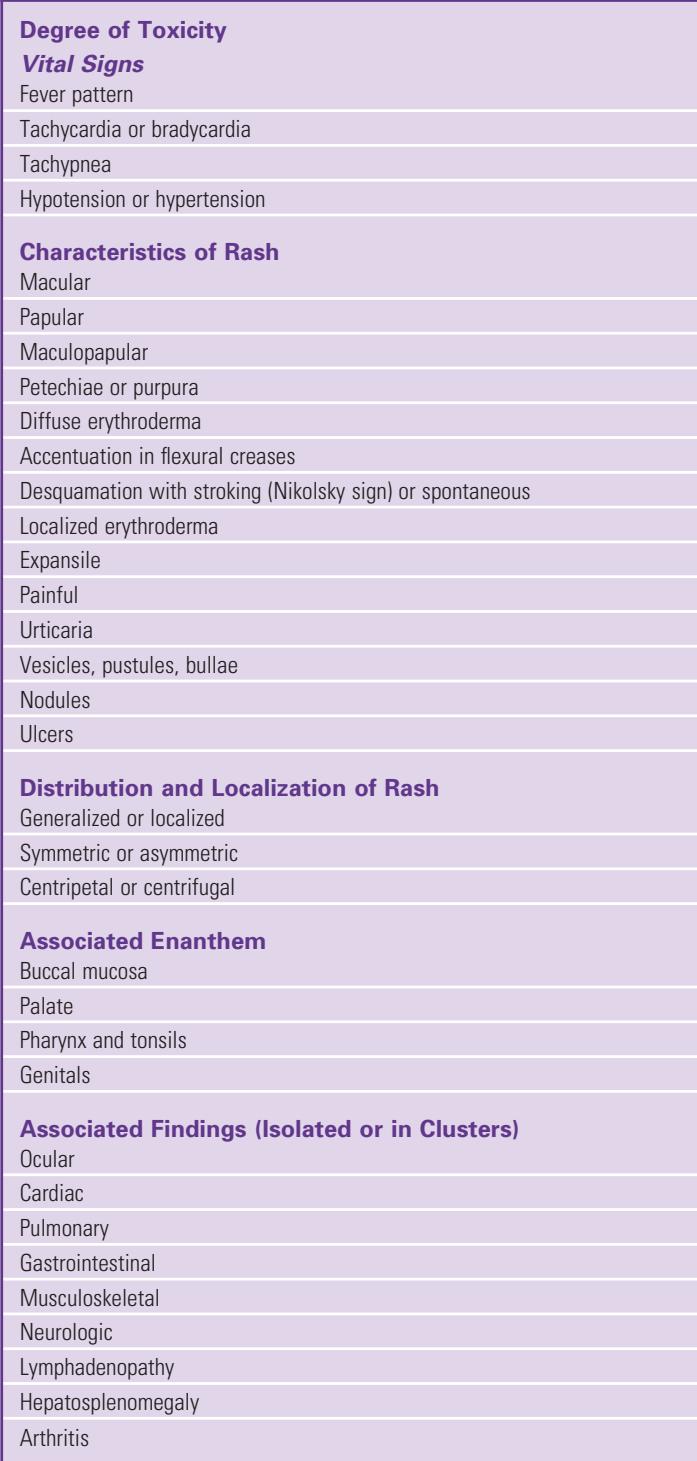 Degree of Toxicity
Vital Signs
Fever pattern
Tachycardia or bradycardia
Tachypnea
Hypotension or hypertension
Characteristics of Rash
Macular
Papular
Maculopapular
Petechiae or purpura
Diffuse erythroderma
Accentuation in flexural creases
Desquamation with stroking (Nikolsky sign) or spontaneous
Localized erythroderma
Expansile
Painful
Urticaria
Vesicles, pustules, bullae
Nodules
Ulcers
Distribution and Localization of Rash
Generalized or localized
Symmetric or asymmetric
Centripetal or centrifugal
Associated Enanthem
Buccal mucosa
Palate
Pharynx and tonsils
Genitals
Associated Findings (Isolated or in Clusters)
Ocular
Cardiac
Pulmonary
Gastrointestinal
Musculoskeletal
Neurologic
Lymphadenopathy
Hepatosplenomegaly
Arthritis